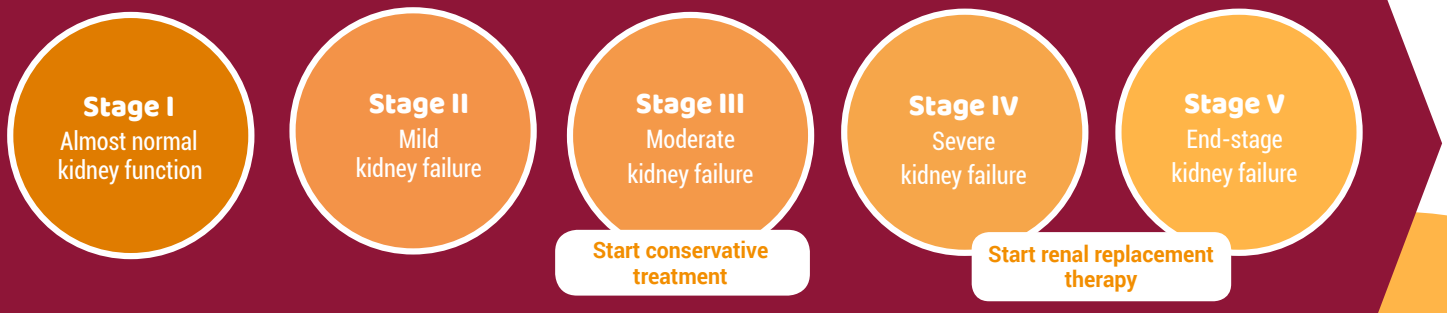 Stage I
Almost normal
kidney function
Stage II
Mild
kidney failure
Stage III
Moderate
kidney failure
Start conservative
treatment
Stage IV
Severe
kidney failure
Stage V
End-stage
kidney failure
Start renal replacement
therapy